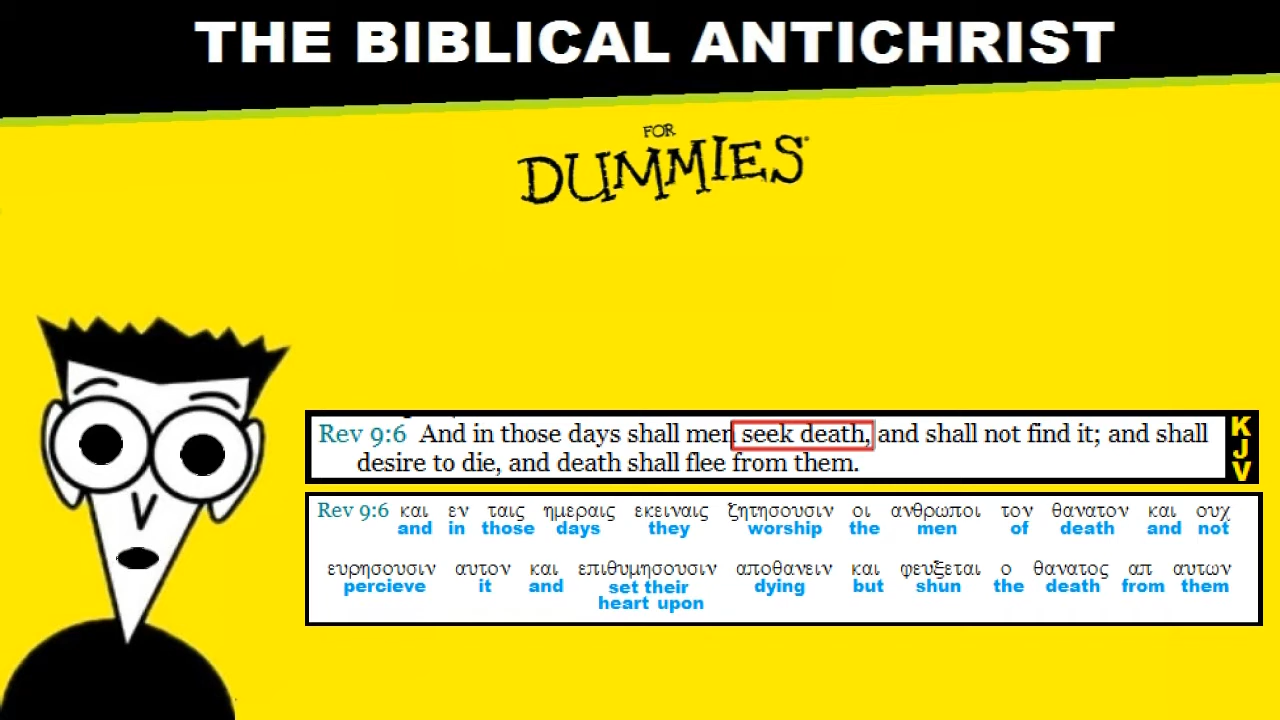 THE BIBLICAL ANTICHRIST
FOR
DUMMIES®
Rev 9:6 And in those days shall men seek death, and shall not find it; and shall
desire to die, and death shall flee from them.
KJV
Rev 9:6 και εν ταις ημεραις εκειναις ζητησουσιν οι ανθρωποι τον θανατον και ουχ
and in those days they worship the men of death and not
ευρησουσιν αυτον και επιθυμησουσιν αποθανειν και φευξεται ο θανατος απ αυτων
percieve it and set their heart upon dying but shun the death from them